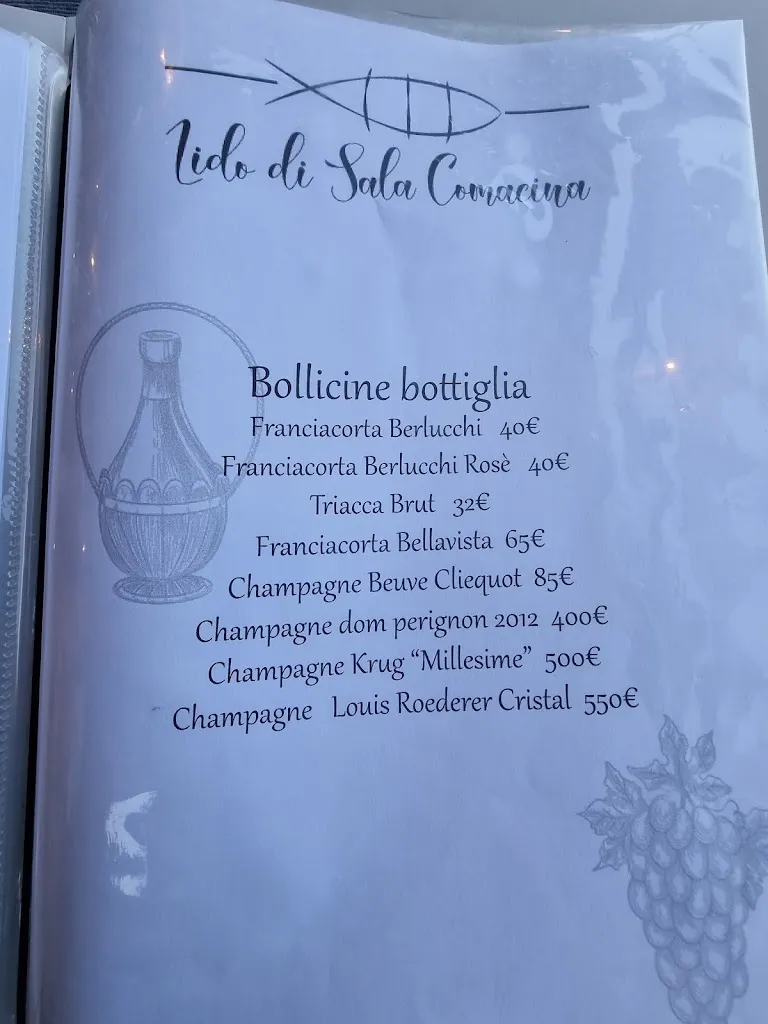 Lido di Sala Comacina
Bollicine bottiglia
Franciacorta Berlucchi 40€
Franciacorta Berlucchi Rosè 40€
Triacca Brut 32€
Franciacorta Bellavista 65€
Champagne Beuve Cliequot 85€
Champagne dom perignon 2012 400€
Champagne Krug “Millesime” 500€
Champagne Louis Roederer Cristal 550€